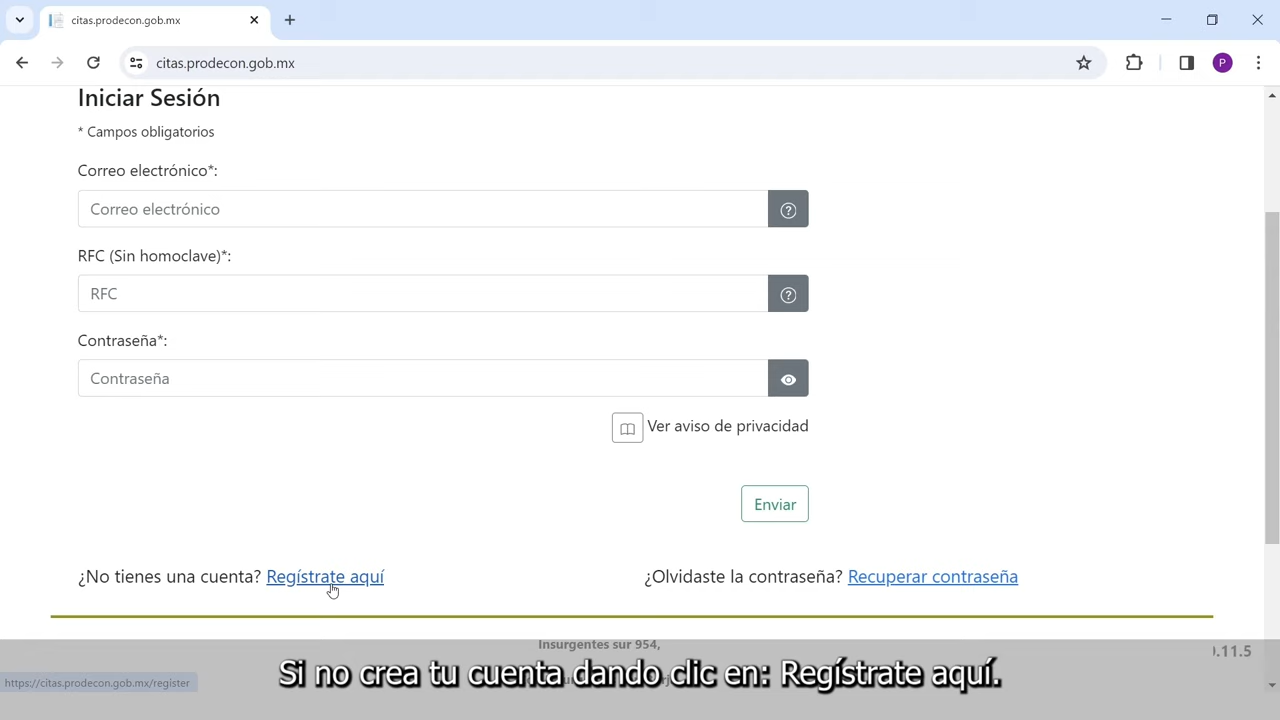 citas.prodecon.gob.mx
citas.prodecon.gob.mx
P
Iniciar Sesión
* Campos obligatorios
Correo electrónico*:
Correo electrónico
RFC (Sin homoclave)*:
RFC
Contraseña*:
Contraseña
Ver aviso de privacidad
Enviar
¿No tienes una cuenta? Regístrate aquí
¿Olvidaste la contraseña? Recuperar contraseña
Insurgentes sur 954,
.11.5
Si no crea tu cuenta dando clic en: Regístrate aquí.
https://citas.prodecon.gob.mx/register